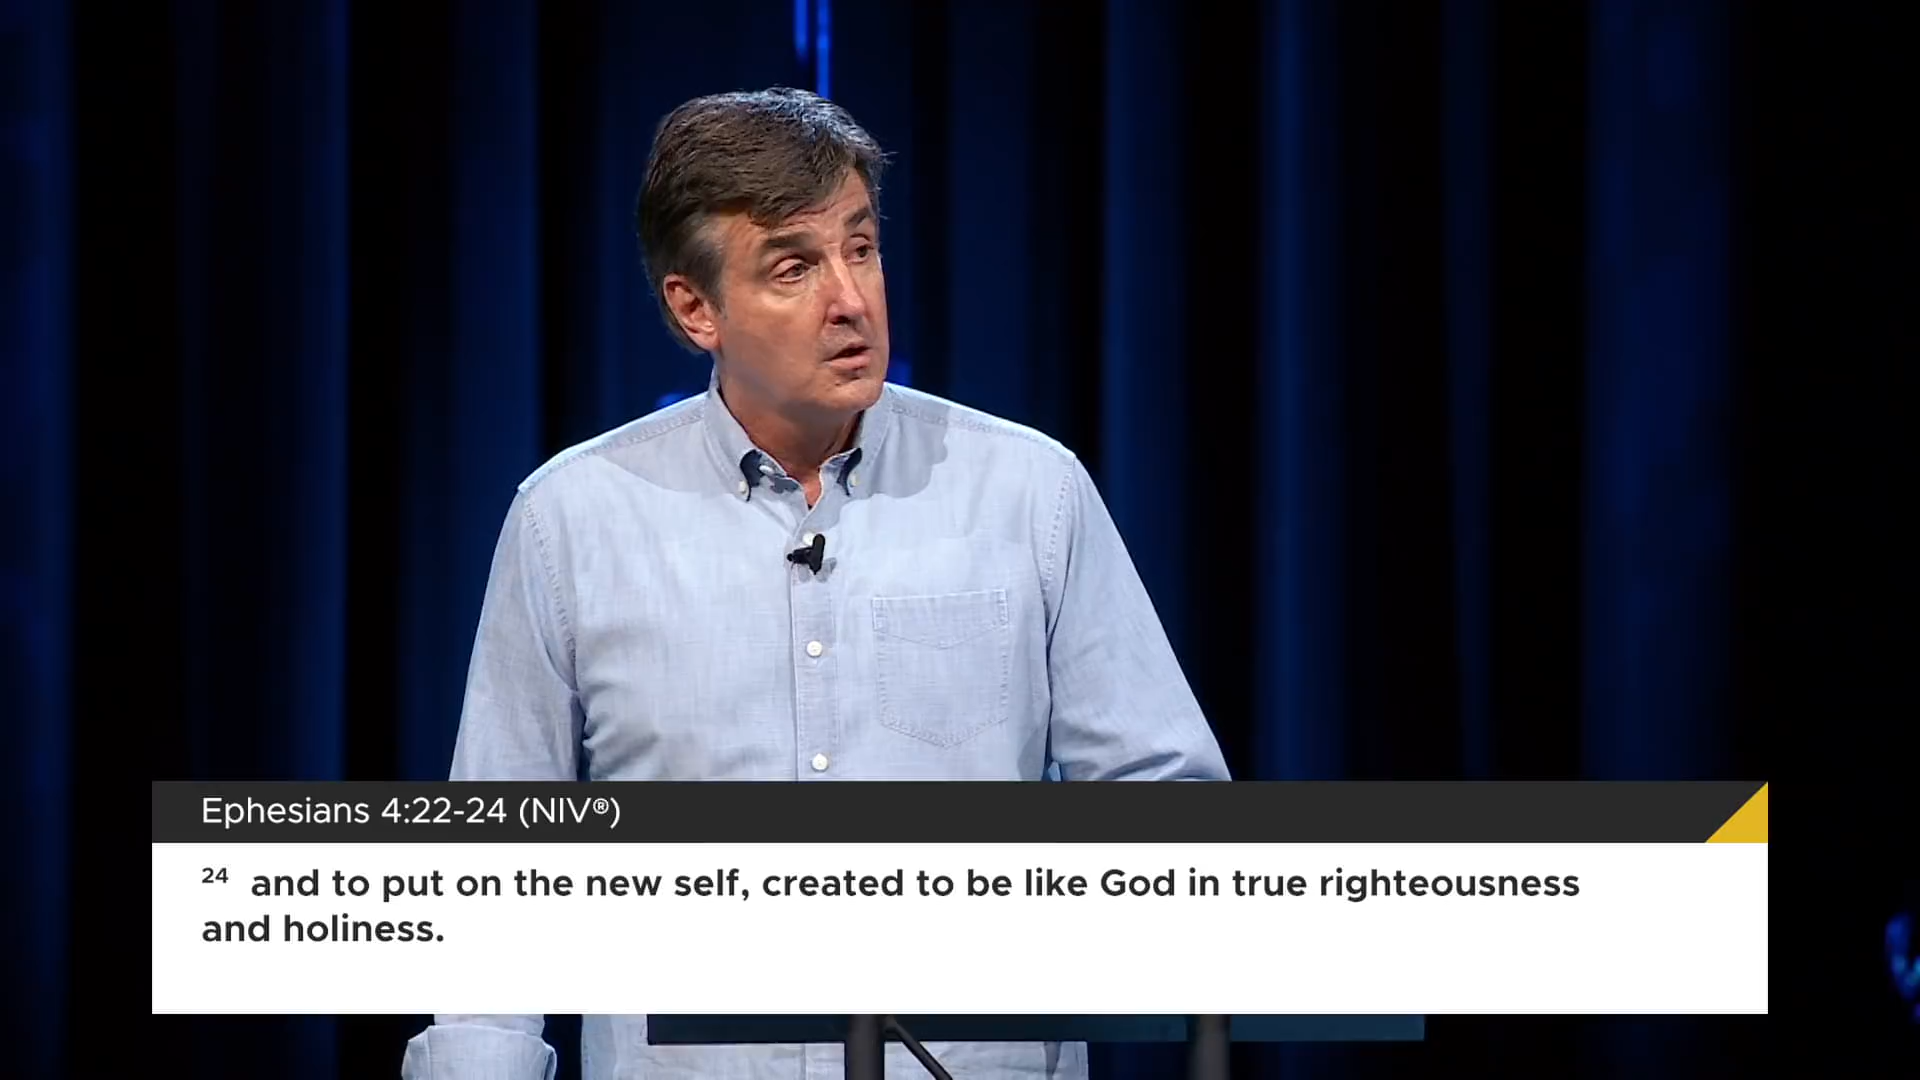 Ephesians 4:22-24 (NIV®)
24 and to put on the new self, created to be like God in true righteousness
and holiness.